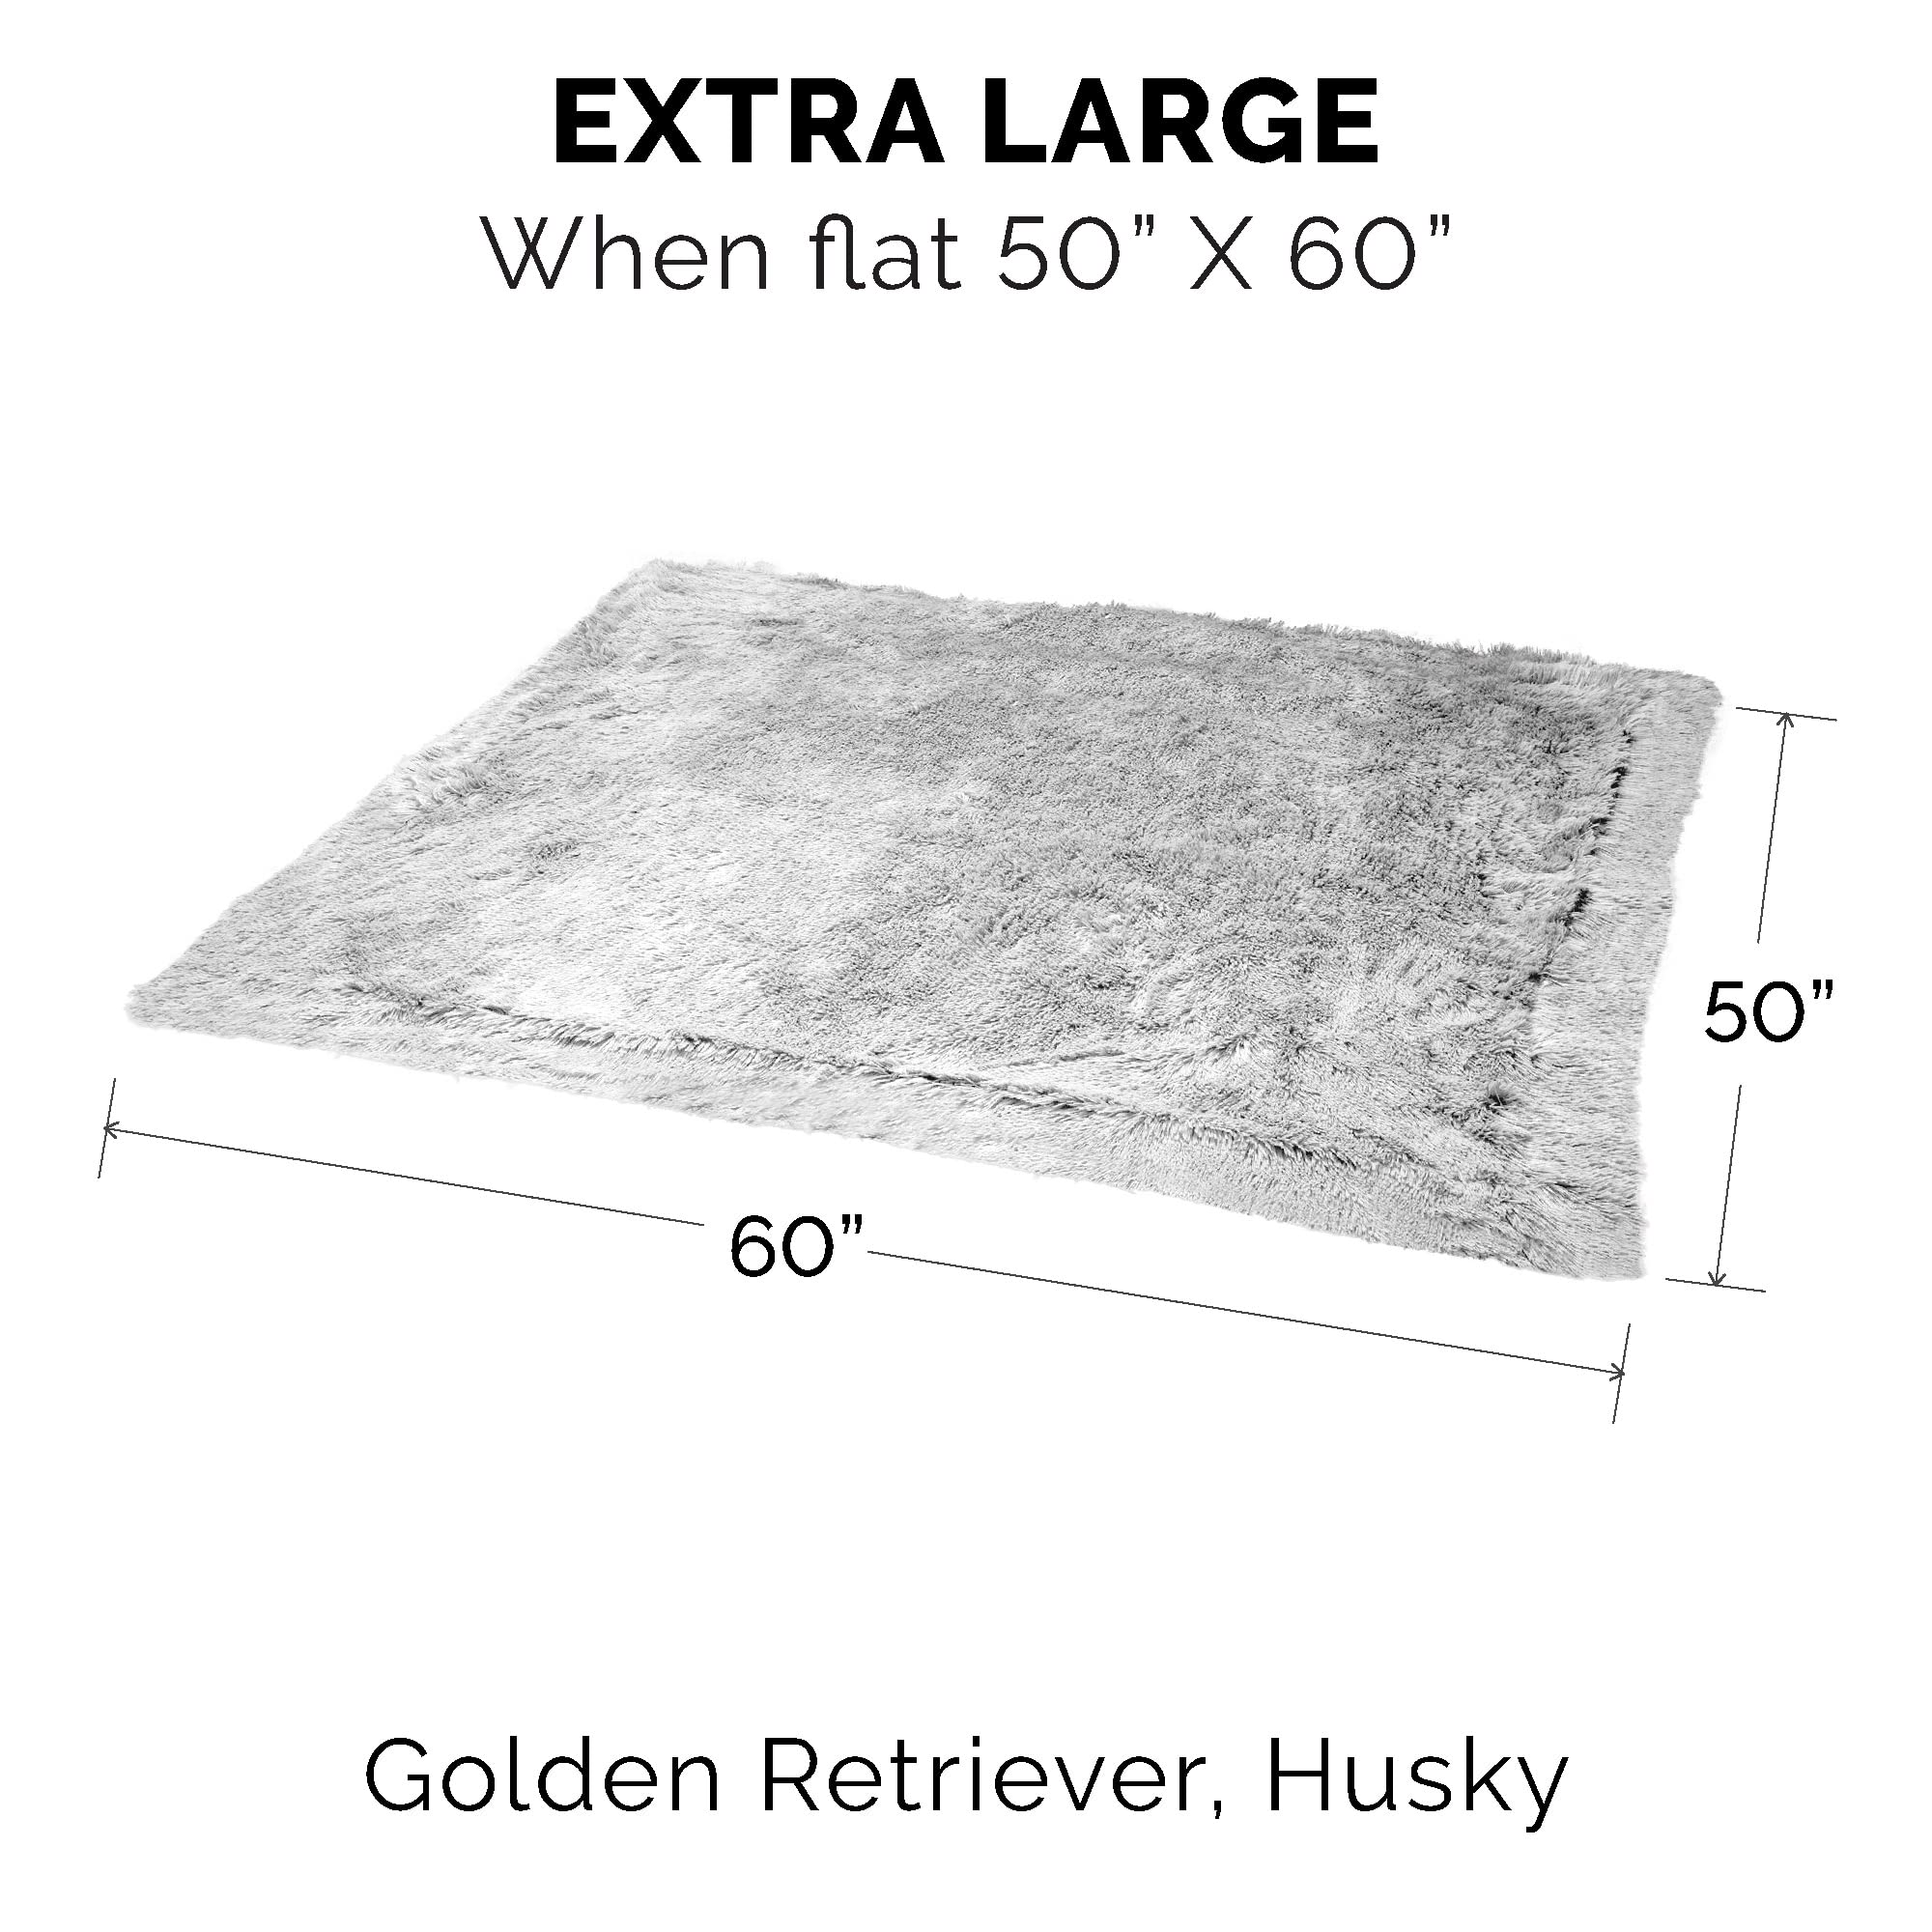 EXTRA LARGE
When flat 50” X 60”
50”
60”
Golden Retriever, Husky